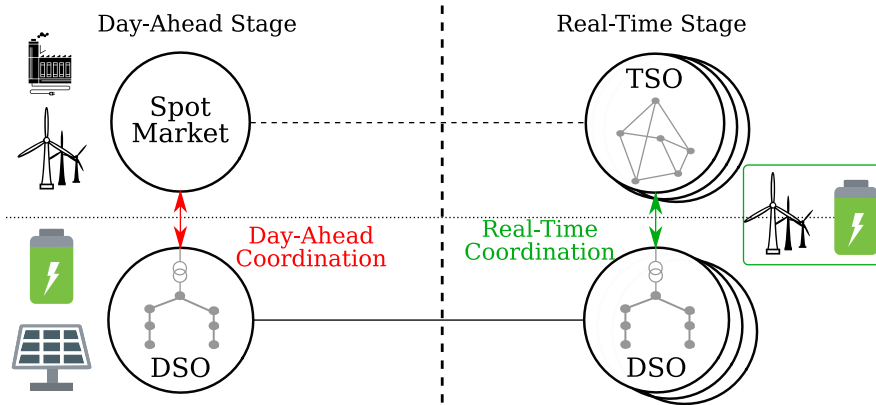 Day-Ahead Stage
Real-Time Stage
Spot
Market
TSO
Day-Ahead
Coordination
Real-Time
Coordination
DSO
DSO